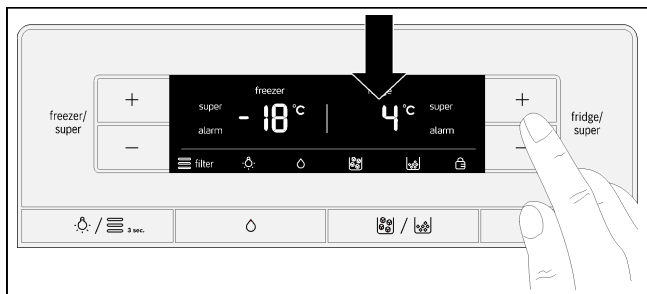 freezer
super
alarm
- 18 °C
4 °C
super
alarm
filter
freezer/
super
+
−
+
−
fridge/
super
/ 3 sec.
/